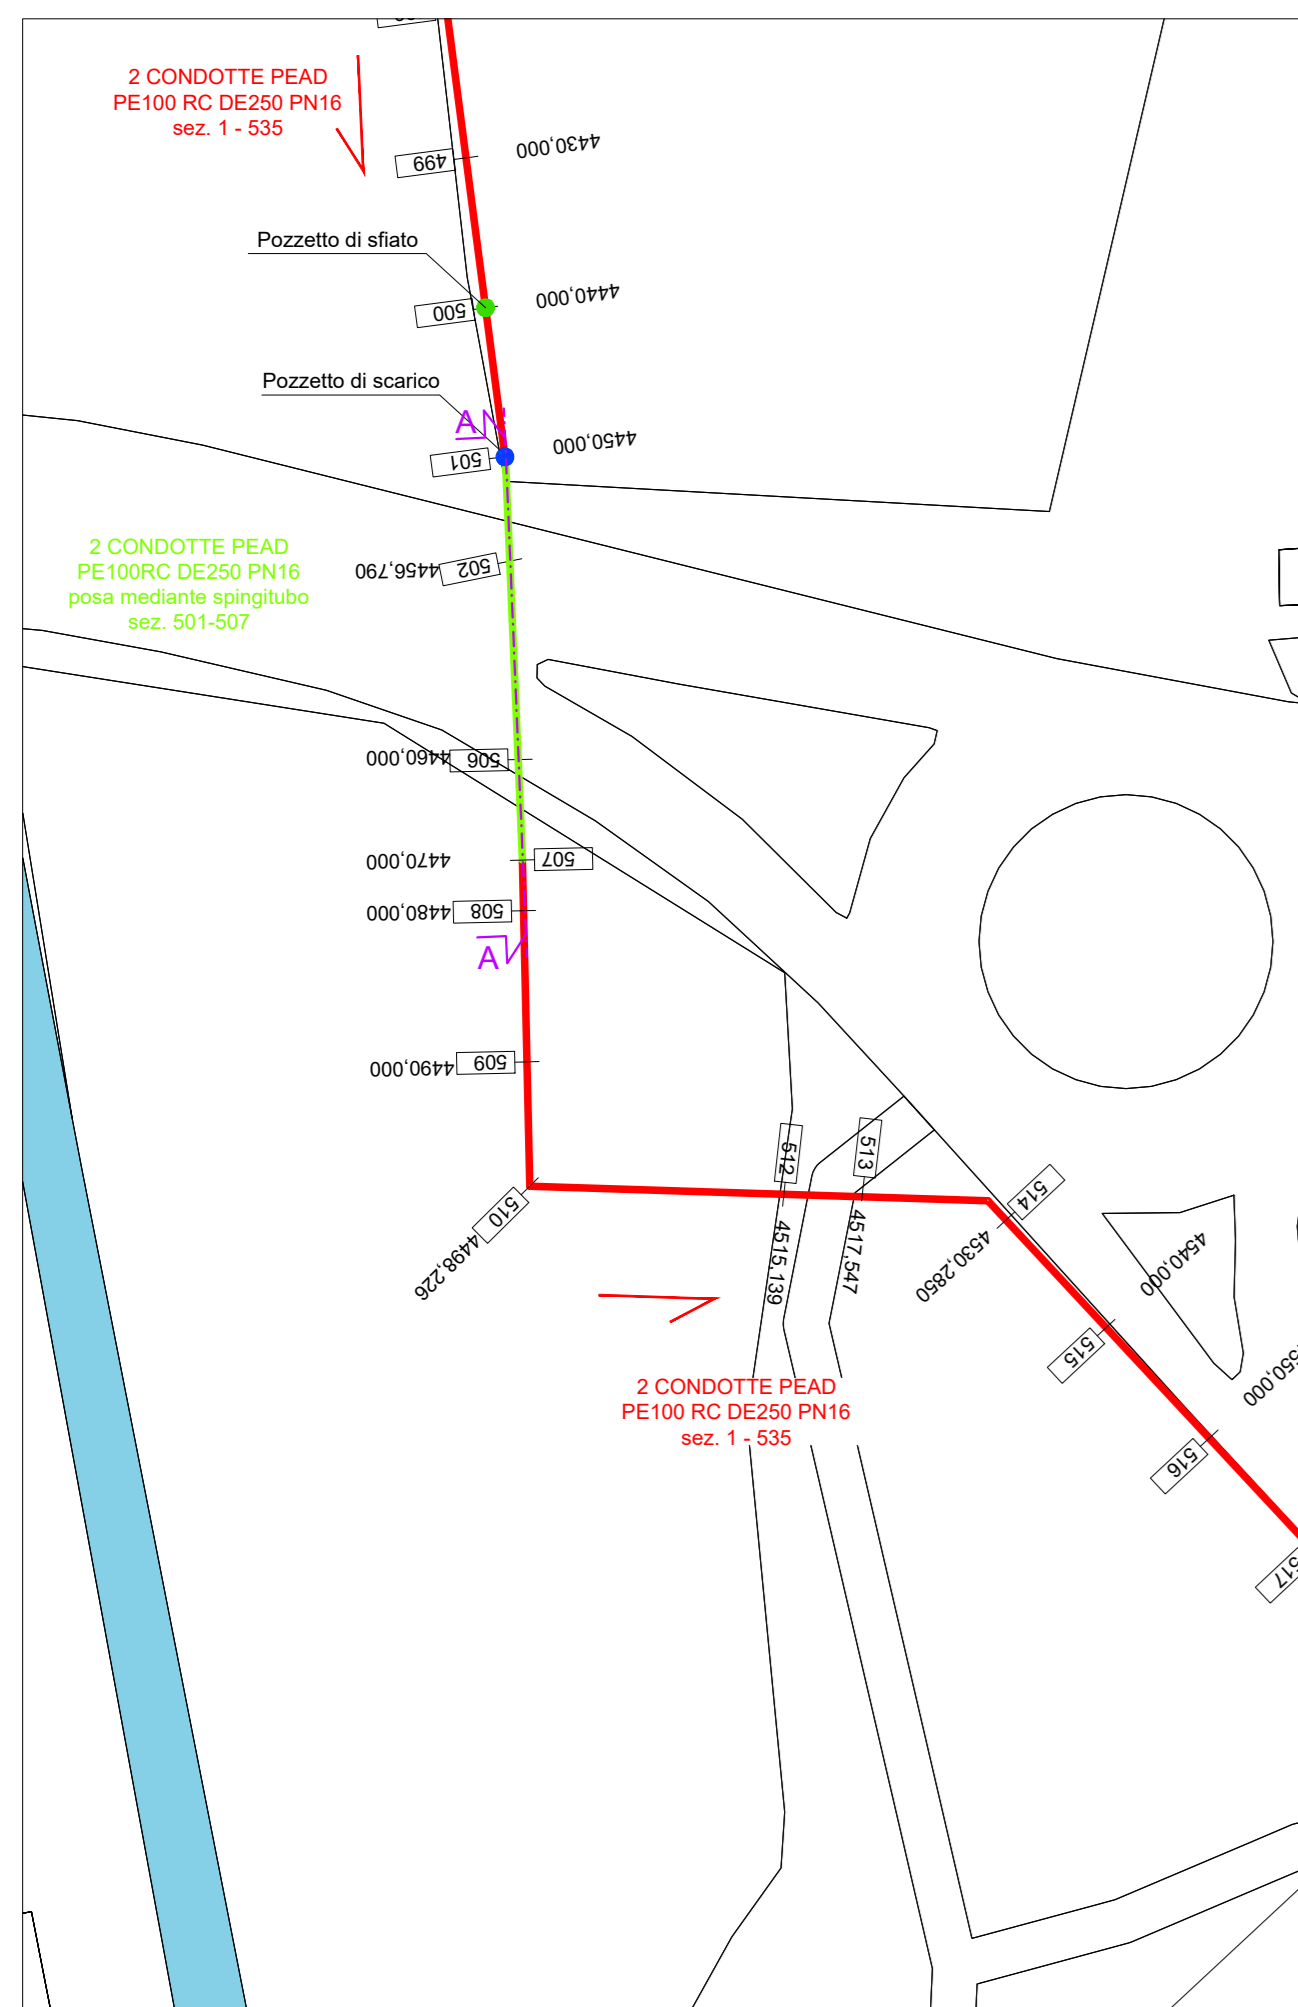 2 CONDOTTE PEAD
PE100 RC DE250 PN16
sez. 1 - 535
499
4430,000
Pozzetto di sfiato
500
4440,000
Pozzetto di scarico
A
501
4450,000
2 CONDOTTE PEAD
PE100RC DE250 PN16
posa mediante spingitubo
sez. 501-507
502
4456,790
506
4460,000
507
4470,000
508
4480,000
A
509
4490,000
510
4498,226
512
4515,139
513
4517,547
514
4530,2850
515
4540,000
516
550,000
517
2 CONDOTTE PEAD
PE100 RC DE250 PN16
sez. 1 - 535